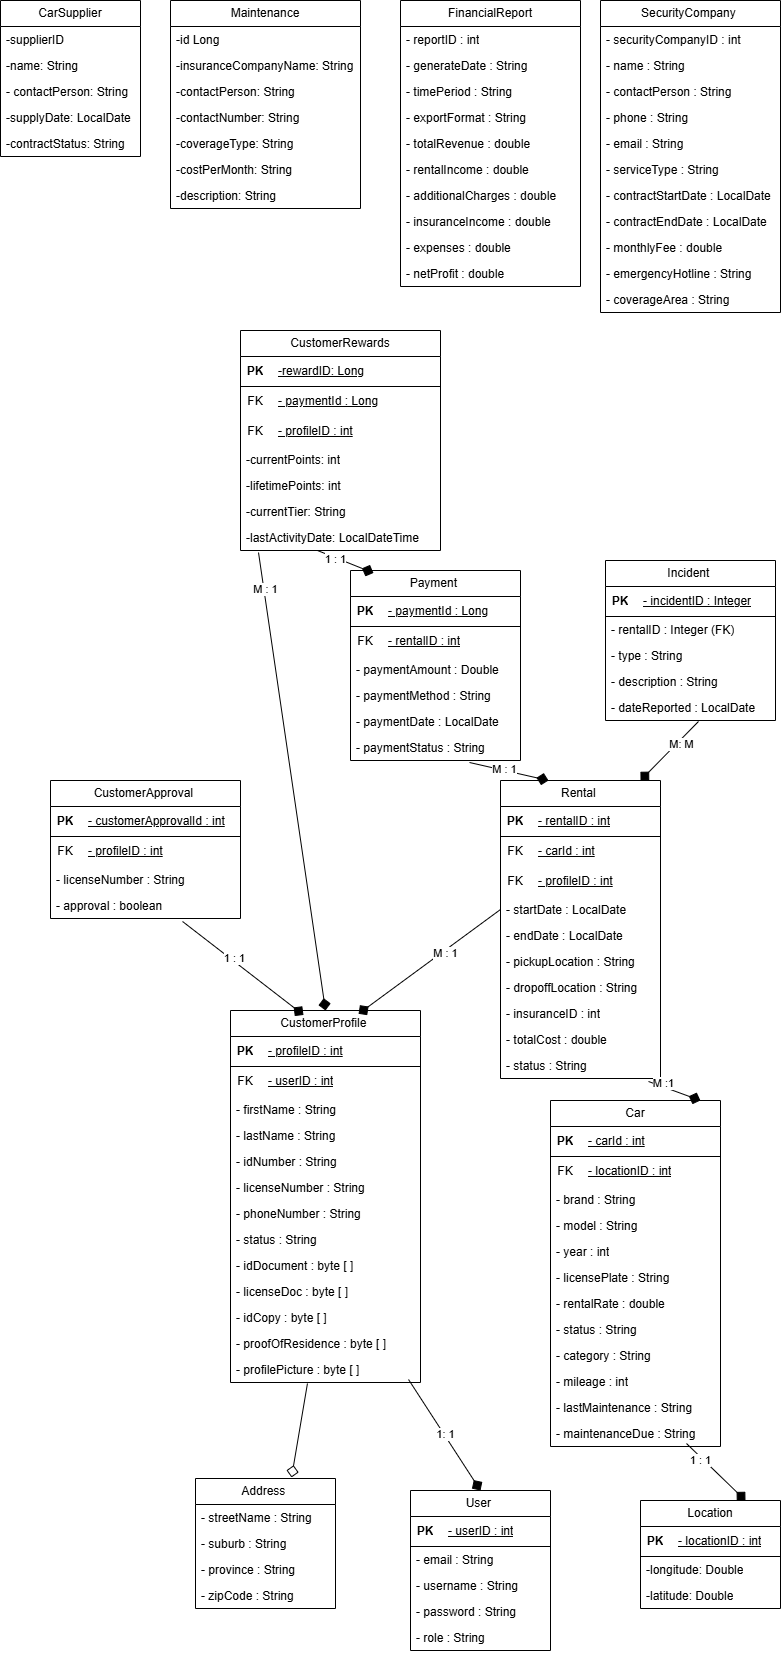 CarSupplier
-supplierID
-name: String
- contactPerson: String
-supplyDate: LocalDate
-contractStatus: String
Maintenance
-id Long
-insuranceCompanyName: String
-contactPerson: String
-contactNumber: String
-coverageType: String
-costPerMonth: String
-description: String
FinancialReport
- reportID : int
- generateDate : String
- timePeriod : String
- exportFormat : String
- totalRevenue : double
- rentalIncome : double
- additionalCharges : double
- insuranceIncome : double
- expenses : double
- netProfit : double
SecurityCompany
- securityCompanyID : int
- name : String
- contactPerson : String
- phone : String
- email : String
- serviceType : String
- contractStartDate : LocalDate
- contractEndDate : LocalDate
- monthlyFee : double
- emergencyHotline : String
- coverageArea : String
CustomerRewards
PK -rewardID: Long
FK - paymentId : Long
FK - profileID : int
-currentPoints: int
-lifetimePoints: int
-currentTier: String
-lastActivityDate: LocalDateTime
1 : 1
M : 1
Payment
PK - paymentId : Long
FK - rentalID : int
- paymentAmount : Double
- paymentMethod : String
- paymentDate : LocalDate
- paymentStatus : String
M : 1
Incident
PK - incidentID : Integer
- rentalID : Integer (FK)
- type : String
- description : String
- dateReported : LocalDate
M: M
CustomerApproval
PK - customerApprovalId : int
FK - profileID : int
- licenseNumber : String
- approval : boolean
1 : 1
Rental
PK - rentalID : int
FK - carId : int
FK - profileID : int
- startDate : LocalDate
- endDate : LocalDate
- pickupLocation : String
- dropoffLocation : String
- insuranceID : int
- totalCost : double
- status : String
M : 1
M :1
CustomerProfile
PK - profileID : int
FK - userID : int
- firstName : String
- lastName : String
- idNumber : String
- licenseNumber : String
- phoneNumber : String
- status : String
- idDocument : byte [ ]
- licenseDoc : byte [ ]
- idCopy : byte [ ]
- proofOfResidence : byte [ ]
- profilePicture : byte [ ]
Car
PK - carId : int
FK - locationID : int
- brand : String
- model : String
- year : int
- licensePlate : String
- rentalRate : double
- status : String
- category : String
- mileage : int
- lastMaintenance : String
- maintenanceDue : String
1: 1
1 : 1
Address
- streetName : String
- suburb : String
- province : String
- zipCode : String
User
PK - userID : int
- email : String
- username : String
- password : String
- role : String
Location
PK - locationID : int
-longitude: Double
-latitude: Double